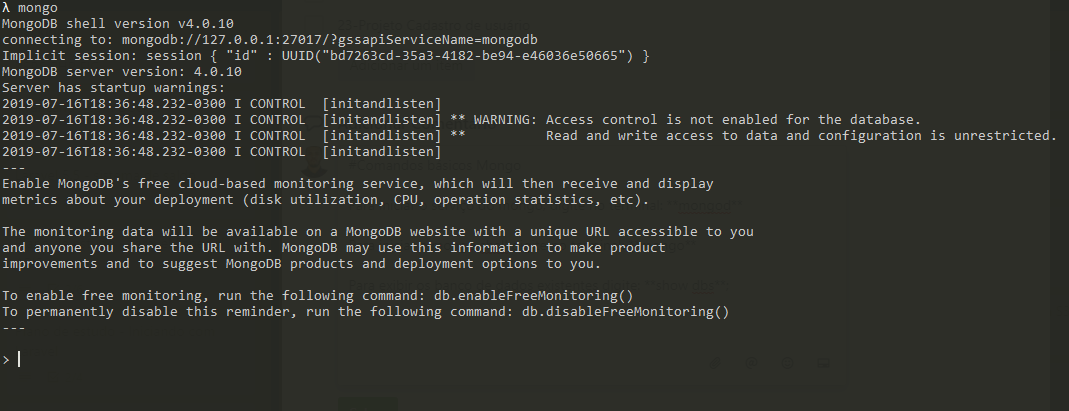 λ mongo
MongoDB shell version v4.0.10
connecting to: mongodb://127.0.0.1:27017/?gssapiServiceName=mongodb
Implicit session: session { "id" : UUID("bd7263cd-35a3-4182-be94-e46036e50665") }
MongoDB server version: 4.0.10
Server has startup warnings:
2019-07-16T18:36:48.232-0300 I CONTROL  [initandlisten]
2019-07-16T18:36:48.232-0300 I CONTROL  [initandlisten] ** WARNING: Access control is not enabled for the database.
2019-07-16T18:36:48.232-0300 I CONTROL  [initandlisten] **          Read and write access to data and configuration is unrestricted.
2019-07-16T18:36:48.232-0300 I CONTROL  [initandlisten]
---
Enable MongoDB's free cloud-based monitoring service, which will then receive and display
metrics about your deployment (disk utilization, CPU, operation statistics, etc).
The monitoring data will be available on a MongoDB website with a unique URL accessible to you
and anyone you share the URL with. MongoDB may use this information to make product
improvements and to suggest MongoDB products and deployment options to you.
To enable free monitoring, run the following command: db.enableFreeMonitoring()
To permanently disable this reminder, run the following command: db.disableFreeMonitoring()
---
>